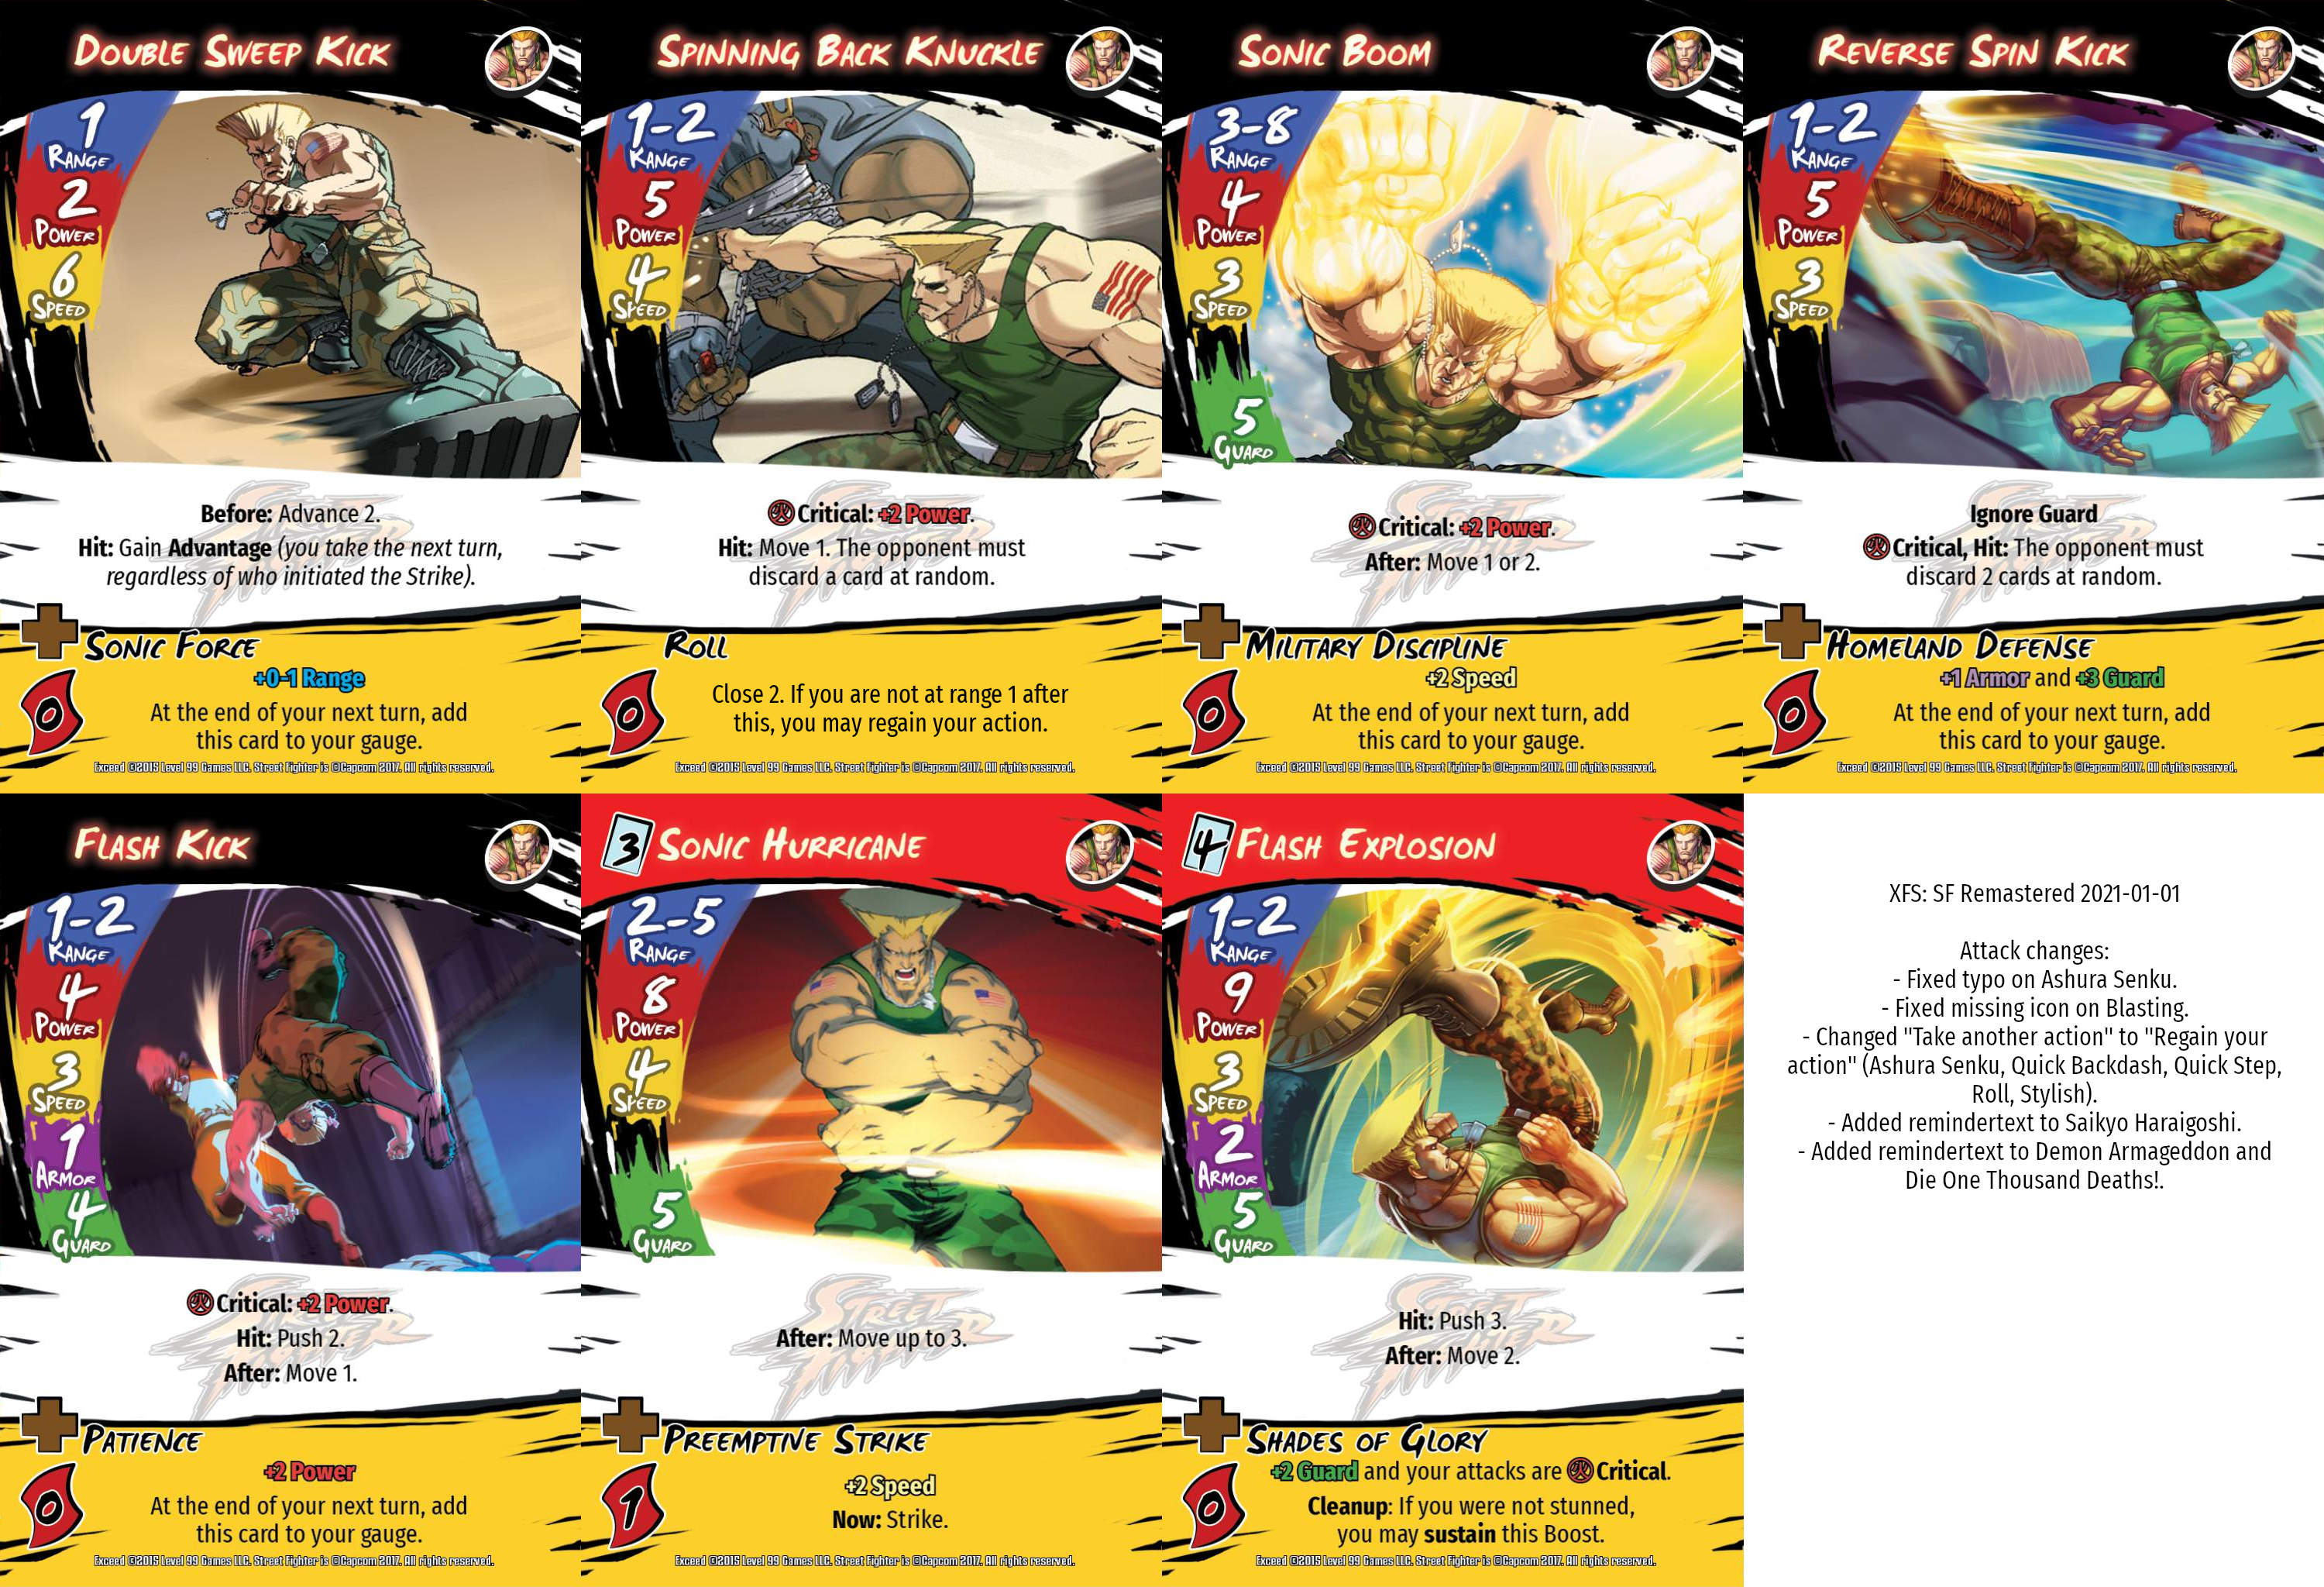 DOUBLE SWEEP KICK
1
RANGE
2
POWER
6
SPEED
Before: Advance 2.
Hit: Gain Advantage (you take the next turn,
regardless of who initiated the Strike).
SONIC FORCE
0
+0-1 Range
At the end of your next turn, add
this card to your gauge.
Exceed ©2015 Level 99 Games LLC. Street Fighter is ©Capcom 2017. All rights reserved.
SPINNING BACK KNUCKLE
1-2
RANGE
5
POWER
4
SPEED
Critical: +2 Power.
Hit: Move 1. The opponent must
discard a card at random.
ROLL
0
Close 2. If you are not at range 1 after
this, you may regain your action.
Exceed ©2015 Level 99 Games LLC. Street Fighter is ©Capcom 2017. All rights reserved.
SONIC BOOM
3-8
RANGE
4
POWER
3
SPEED
5
GUARD
Critical: +2 Power.
After: Move 1 or 2.
MILITARY DISCIPLINE
0
+2 Speed
At the end of your next turn, add
this card to your gauge.
Exceed ©2015 Level 99 Games LLC. Street Fighter is ©Capcom 2017. All rights reserved.
REVERSE SPIN KICK
1-2
RANGE
5
POWER
3
SPEED
Ignore Guard
Critical, Hit: The opponent must
discard 2 cards at random.
HOMELAND DEFENSE
0
+1 Armor and +3 Guard
At the end of your next turn, add
this card to your gauge.
Exceed ©2015 Level 99 Games LLC. Street Fighter is ©Capcom 2017. All rights reserved.
FLASH KICK
1-2
RANGE
4
POWER
3
SPEED
1
ARMOR
4
GUARD
Critical: +2 Power.
Hit: Push 2.
After: Move 1.
PATIENCE
0
+2 Power
At the end of your next turn, add
this card to your gauge.
Exceed ©2015 Level 99 Games LLC. Street Fighter is ©Capcom 2017. All rights reserved.
3 SONIC HURRICANE
2-5
RANGE
8
POWER
4
SPEED
5
GUARD
STREET FIGHTER
After: Move up to 3.
PREEMPTIVE STRIKE
1
+2 Speed
Now: Strike.
Exceed ©2015 Level 99 Games LLC. Street Fighter is ©Capcom 2017. All rights reserved.
4 FLASH EXPLOSION
1-2
RANGE
9
POWER
3
SPEED
2
ARMOR
5
GUARD
Hit: Push 3.
After: Move 2.
SHADES OF GLORY
0
+2 Guard and your attacks are Critical.
Cleanup: If you were not stunned,
you may sustain this Boost.
Exceed ©2015 Level 99 Games LLC. Street Fighter is ©Capcom 2017. All rights reserved.
XFS: SF Remastered 2021-01-01
Attack changes:
- Fixed typo on Ashura Senku.
- Fixed missing icon on Blasting.
- Changed "Take another action" to "Regain your
action" (Ashura Senku, Quick Backdash, Quick Step,
Roll, Stylish).
- Added remindertext to Saikyo Haraigoshi.
- Added remindertext to Demon Armageddon and
Die One Thousand Deaths!.